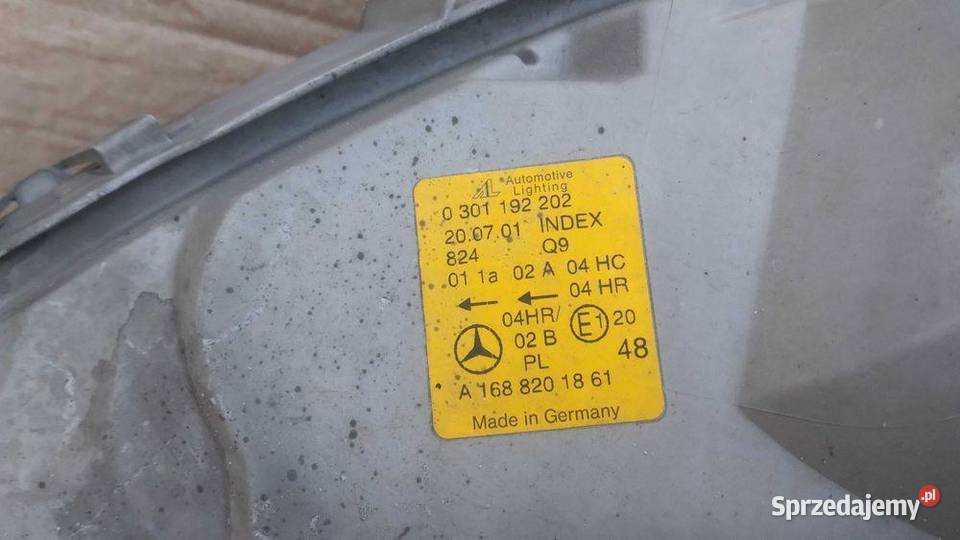 Automotive
Lighting
0 301 192 202
20.07.01 INDEX
824 Q9
01 1a 02 A 04 HC
04 HR
04HR/ E1 20
02 B
PL 48
A 168 820 18 61
Made in Germany
Sprzedajemy.pl